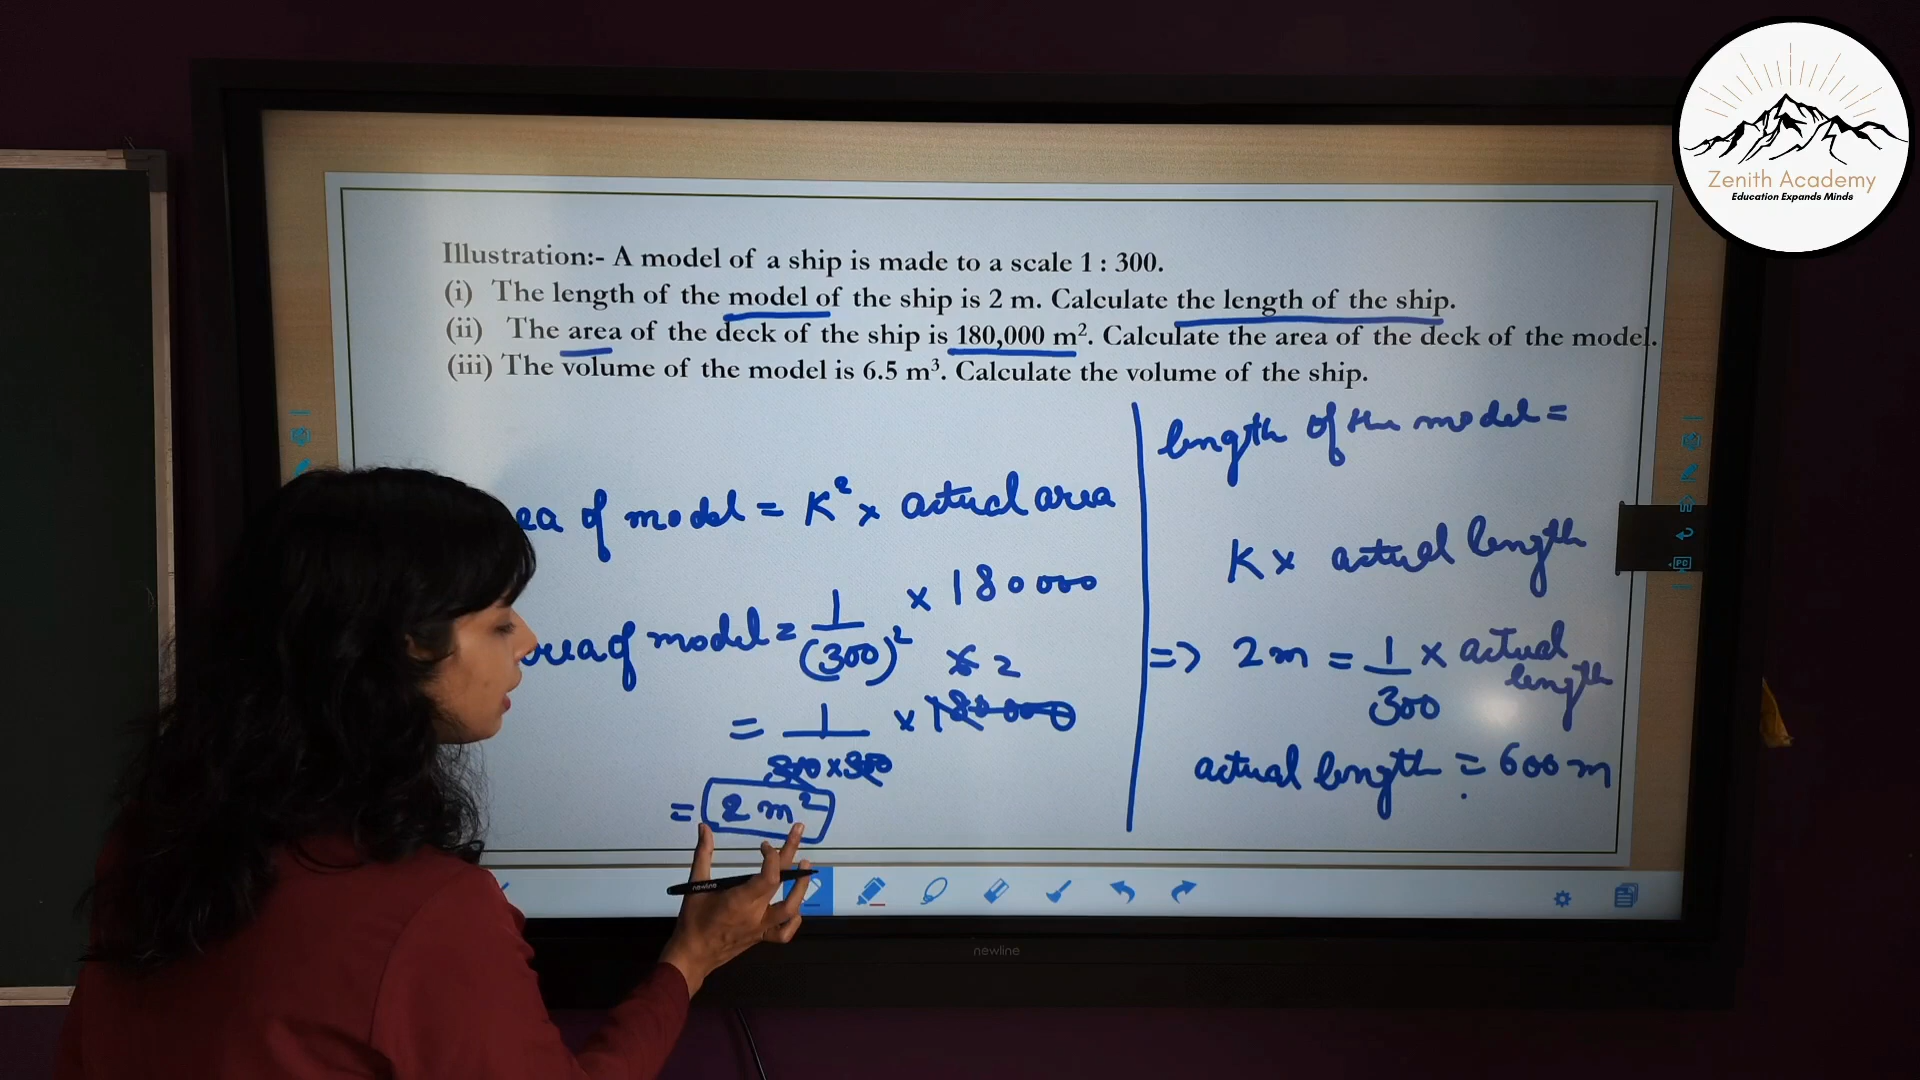 Zenith Academy
Education Expands Minds
Illustration:- A model of a ship is made to a scale 1 : 300.
(i) The length of the model of the ship is 2 m. Calculate the length of the ship.
(ii) The area of the deck of the ship is 180,000 m². Calculate the area of the deck of the model.
(iii) The volume of the model is 6.5 m³. Calculate the volume of the ship.
ea of model = K² × actual area
area of model = 1/(300)² × 180000
6 2
= 1/300×300 × 180000
= 2 m²
length of the model =
K × actual length
=> 2m = 1/300 × actual length
actual length = 600 m
newline
newline
PC